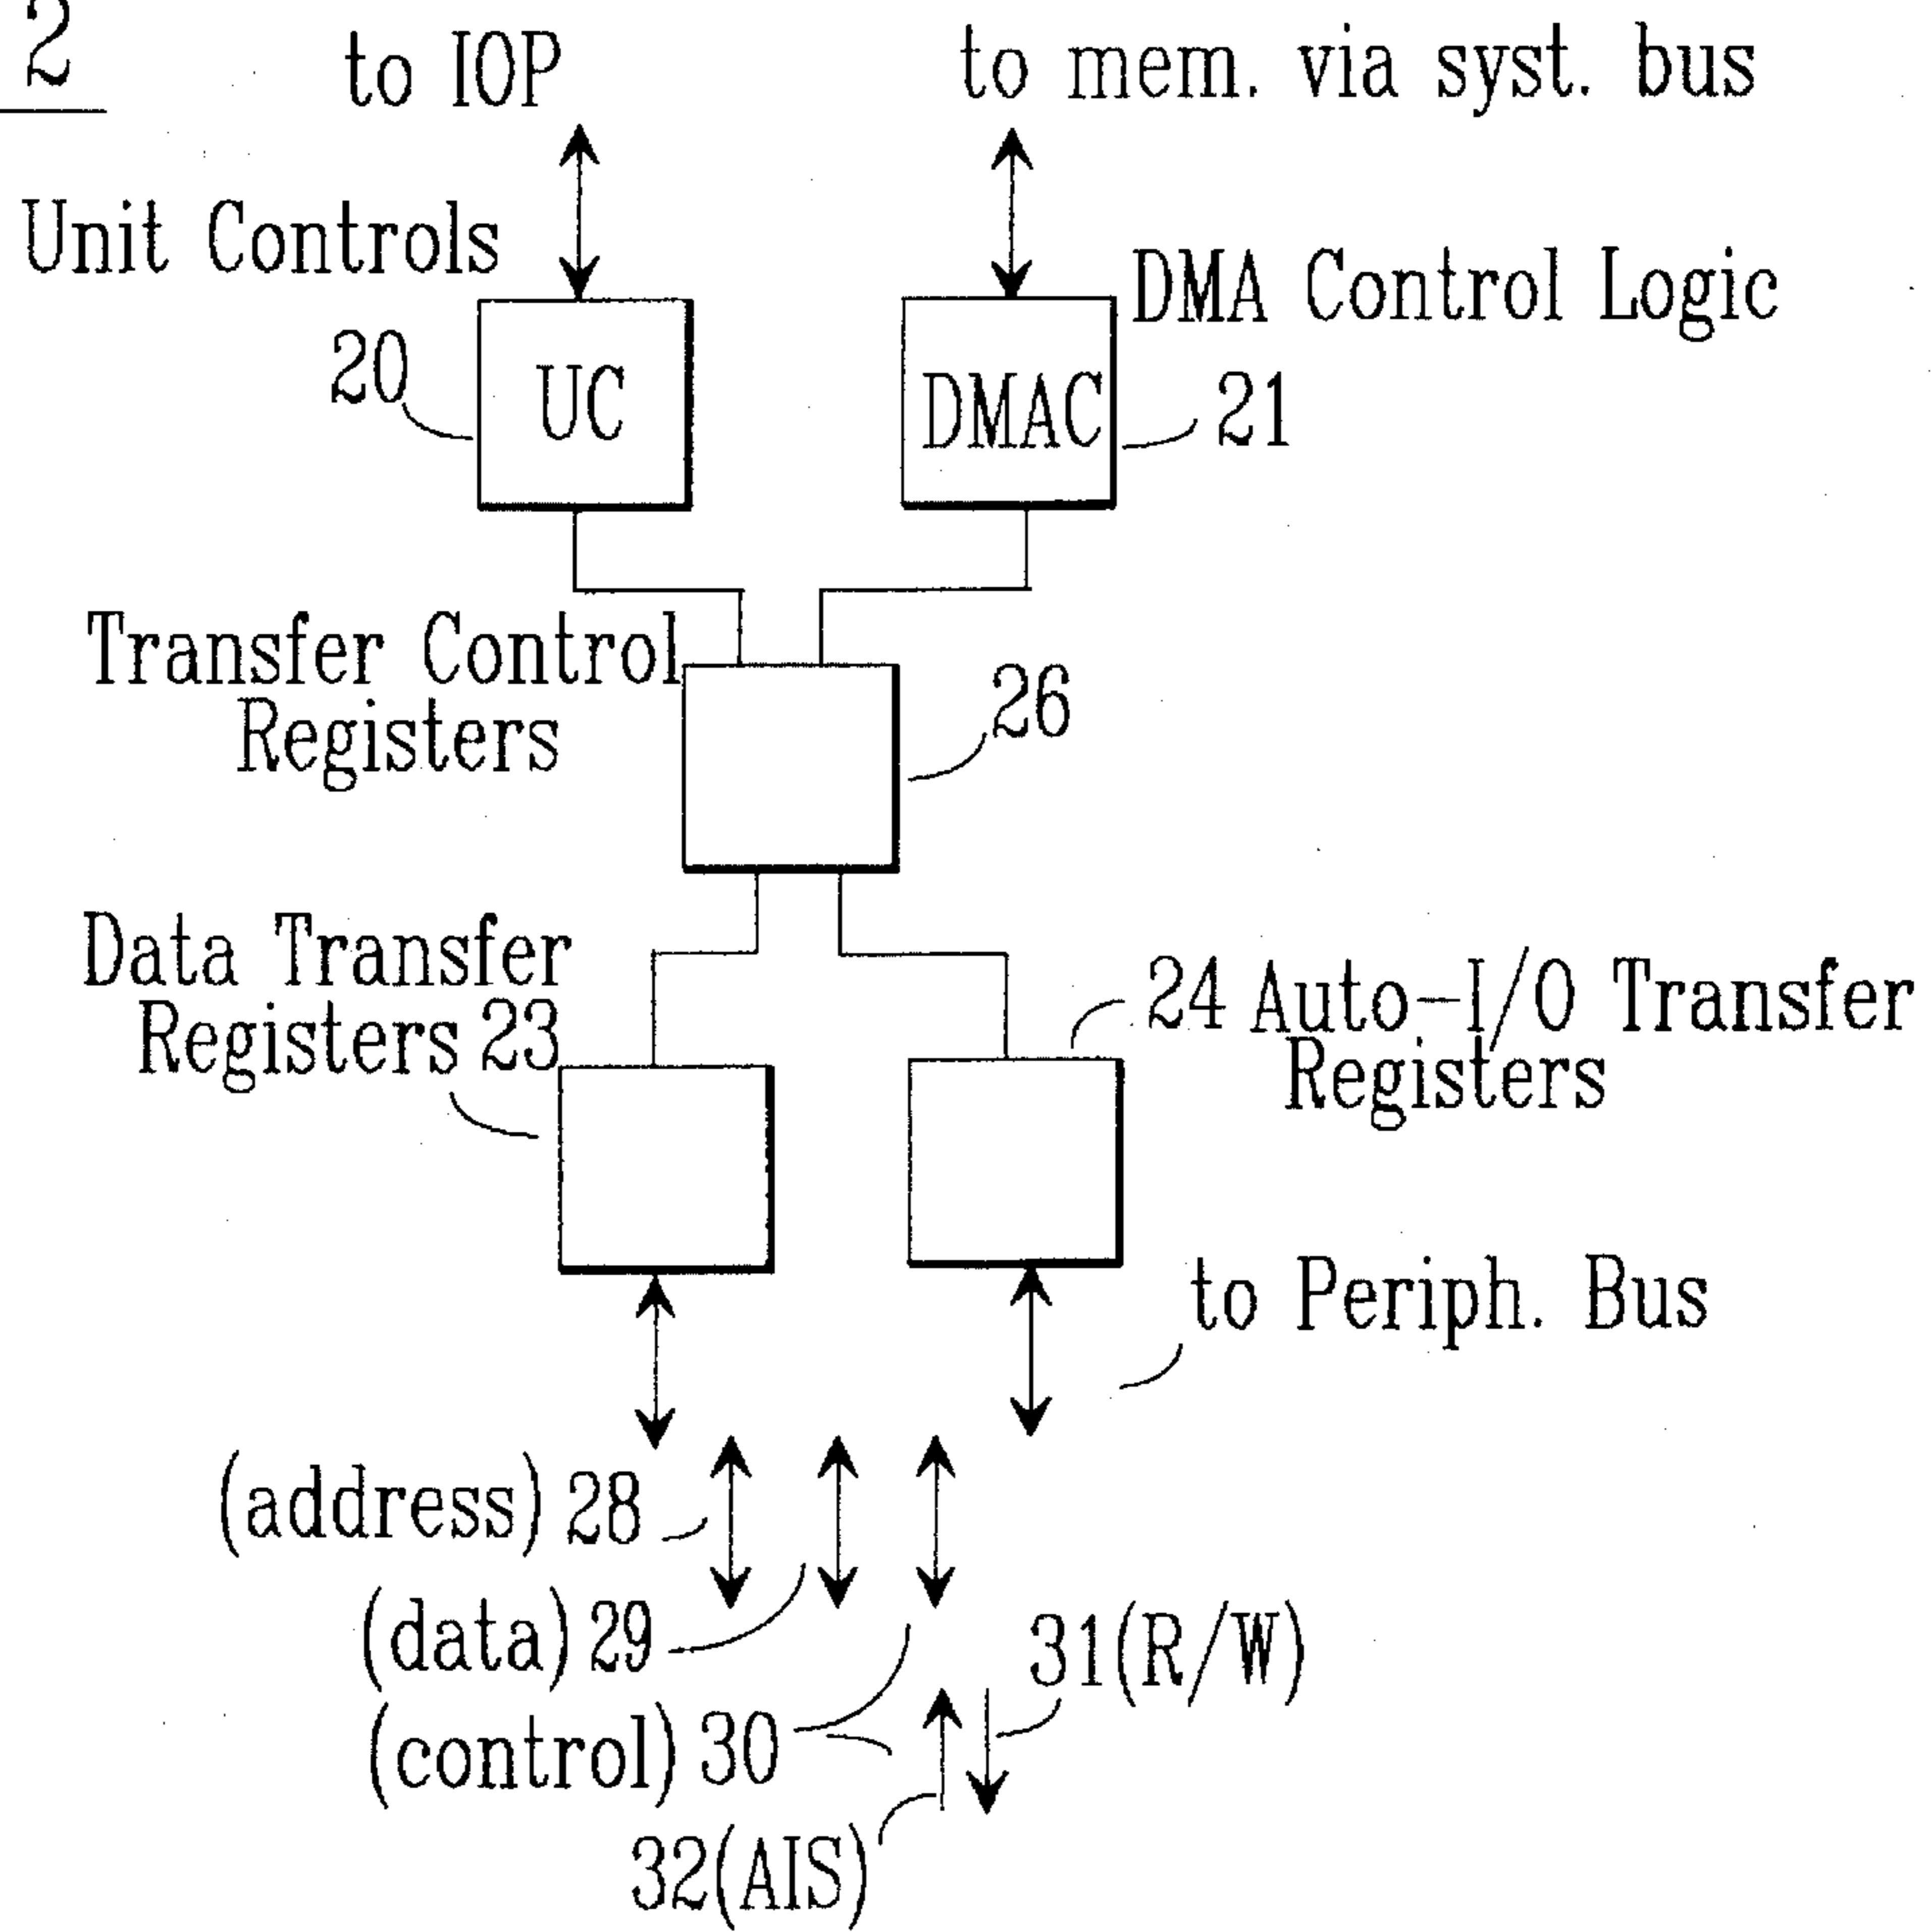 2
to IOP
to mem. via syst. bus
Unit Controls
DMA Control Logic
20
UC
DMAC
21
Transfer Control
Registers
26
Data Transfer
Registers 23
24 Auto-I/O Transfer
Registers
to Periph. Bus
(address) 28
(data) 29
31(R/W)
(control) 30
32(AIS)